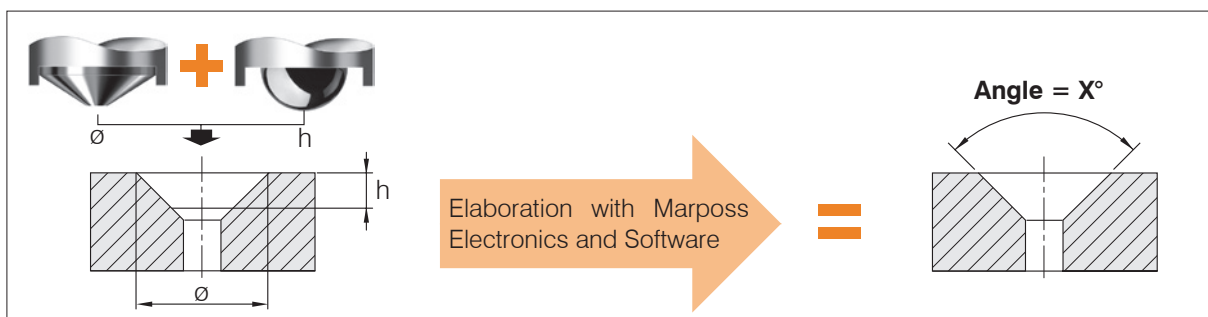 Ø
h
h
Ø
Elaboration with Marposs
Electronics and Software
Angle = X°